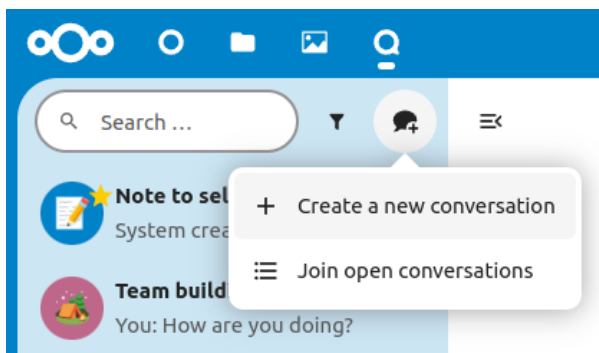 Search ...
Note to sel
System crea
Create a new conversation
Join open conversations
Team build
You: How are you doing?